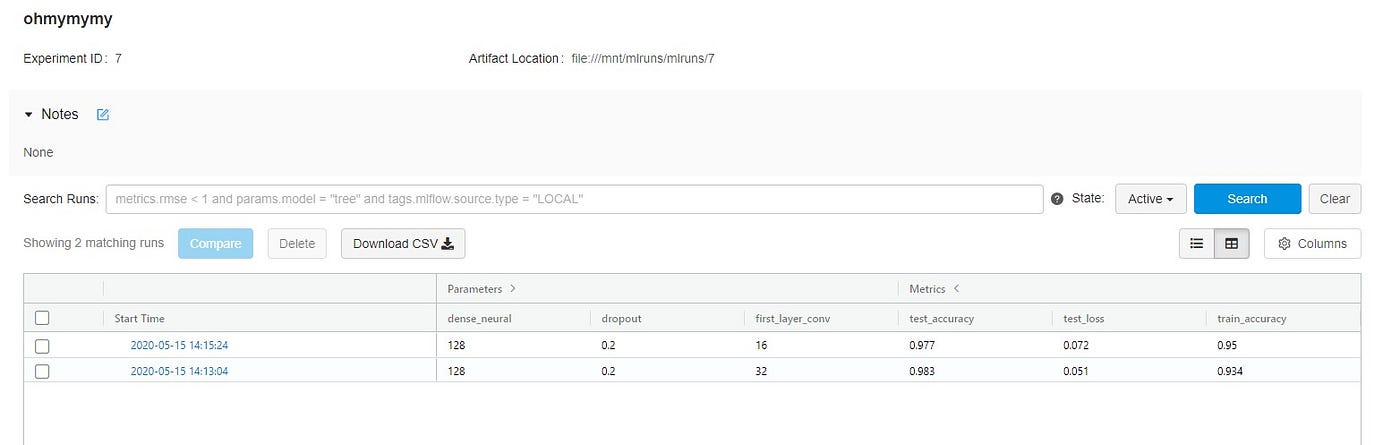 ohmymymy
Experiment ID: 7 Artifact Location: file:///mnt/mlruns/mlruns/7
Notes
None
Search Runs: metrics.rmse < 1 and params.model = "tree" and tags.mlflow.source.type = "LOCAL" ? State: Active Search Clear
Showing 2 matching runs Compare Delete Download CSV Columns
Parameters > Metrics <
Start Time dense_neural dropout first_layer_conv test_accuracy test_loss train_accuracy
2020-05-15 14:15:24 128 0.2 16 0.977 0.072 0.95
2020-05-15 14:13:04 128 0.2 32 0.983 0.051 0.934